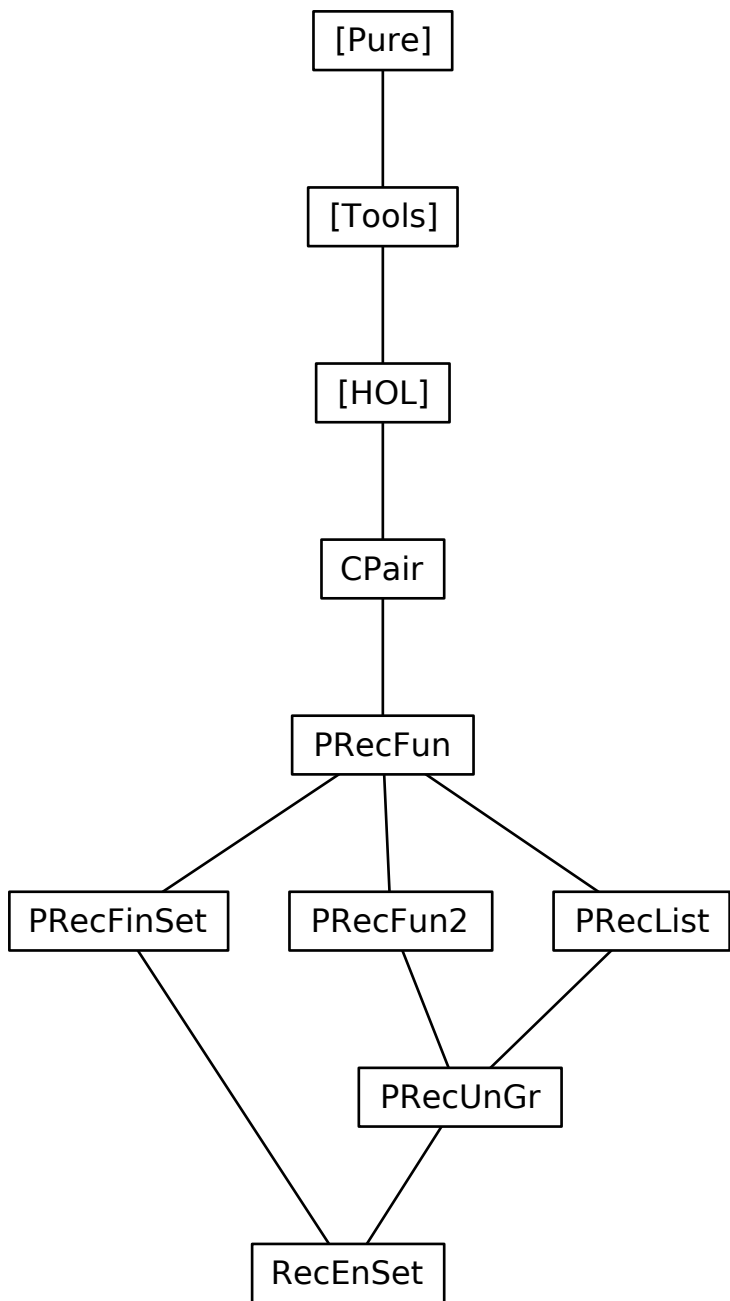 [Pure]
[Tools]
[HOL]
CPair
PRecFun
PRecFinSet
PRecFun2
PRecList
PRecUnGr
RecEnSet